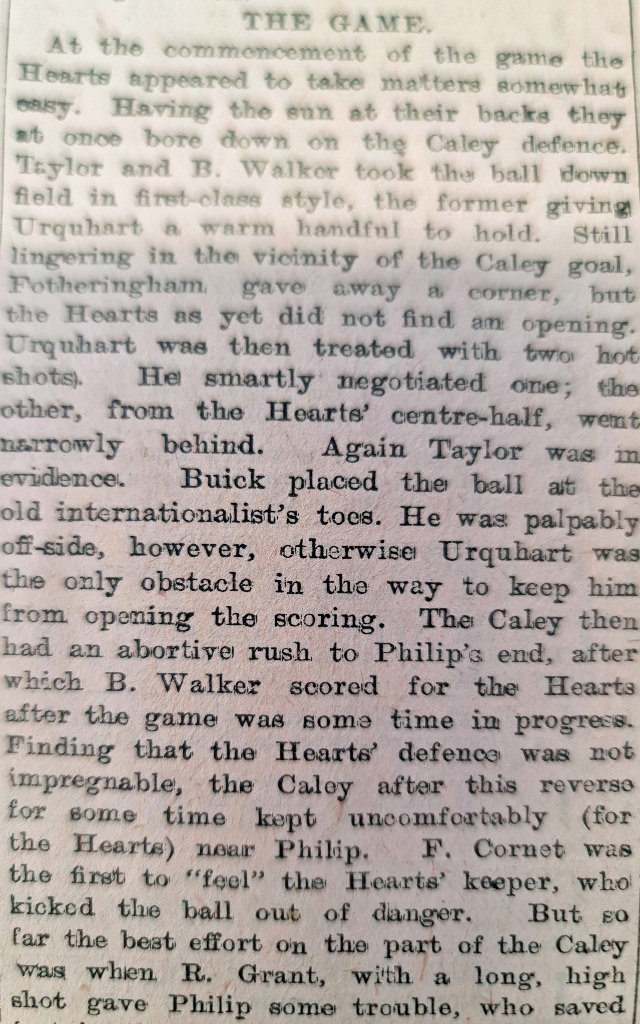 THE GAME.
At the commencement of the game the
Hearts appeared to take matters somewhat
easy. Having the sun at their backs they
at once bore down on the Caley defence.
Taylor and B. Walker took the ball down
field in first-class style, the former giving
Urquhart a warm handful to hold. Still
lingering in the vicinity of the Caley goal,
Fotheringham gave away a corner, but
the Hearts as yet did not find an opening.
Urquhart was then treated with two hot
shots. He smartly negotiated one; the
other, from the Hearts' centre-half, went
narrowly behind. Again Taylor was in
evidence. Buick placed the ball at the
old internationalist's toes. He was palpably
off-side, however, otherwise Urquhart was
the only obstacle in the way to keep him
from opening the scoring. The Caley then
had an abortive rush to Philip's end, after
which B. Walker scored for the Hearts
after the game was some time in progress.
Finding that the Hearts' defence was not
impregnable, the Caley after this reverse
for some time kept uncomfortably (for
the Hearts) near Philip. F. Cornet was
the first to "feel" the Hearts' keeper, who
kicked the ball out of danger. But so
far the best effort on the part of the Caley
was when R. Grant, with a long, high
shot gave Philip some trouble, who saved